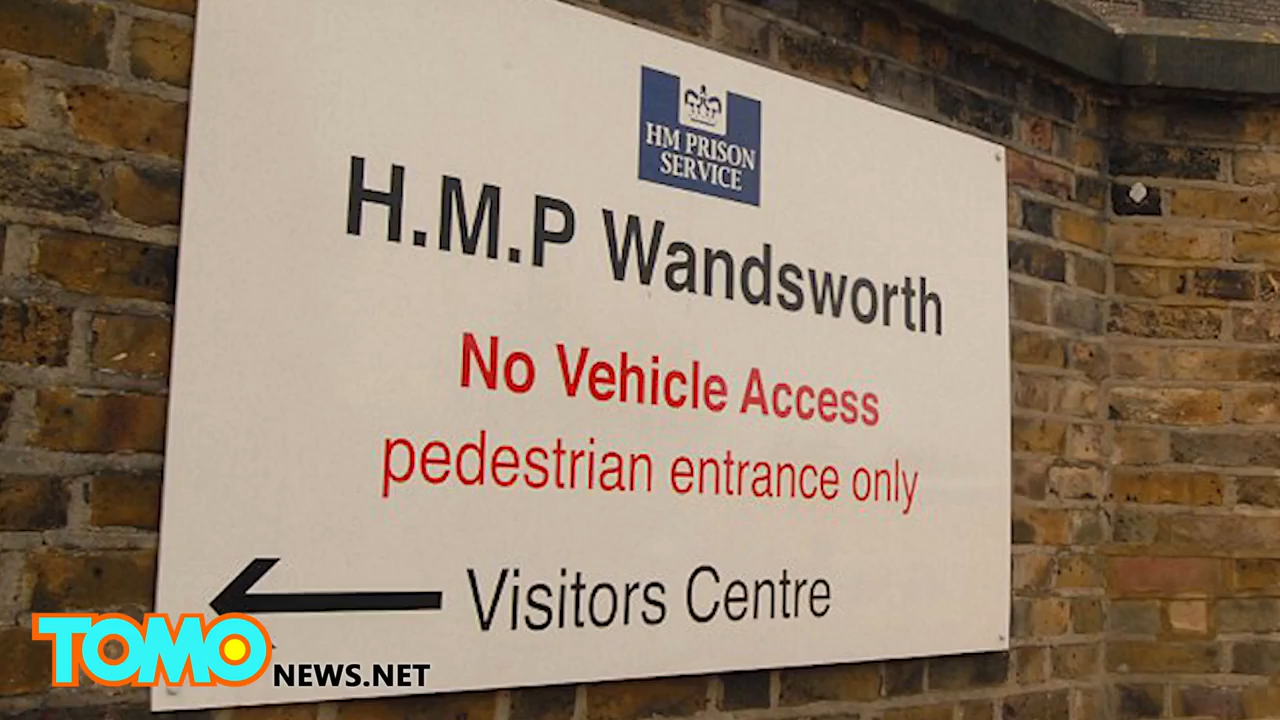 HM PRISON
SERVICE
H.M.P Wandsworth
No Vehicle Access
pedestrian entrance only
Visitors Centre
TOMO NEWS.NET